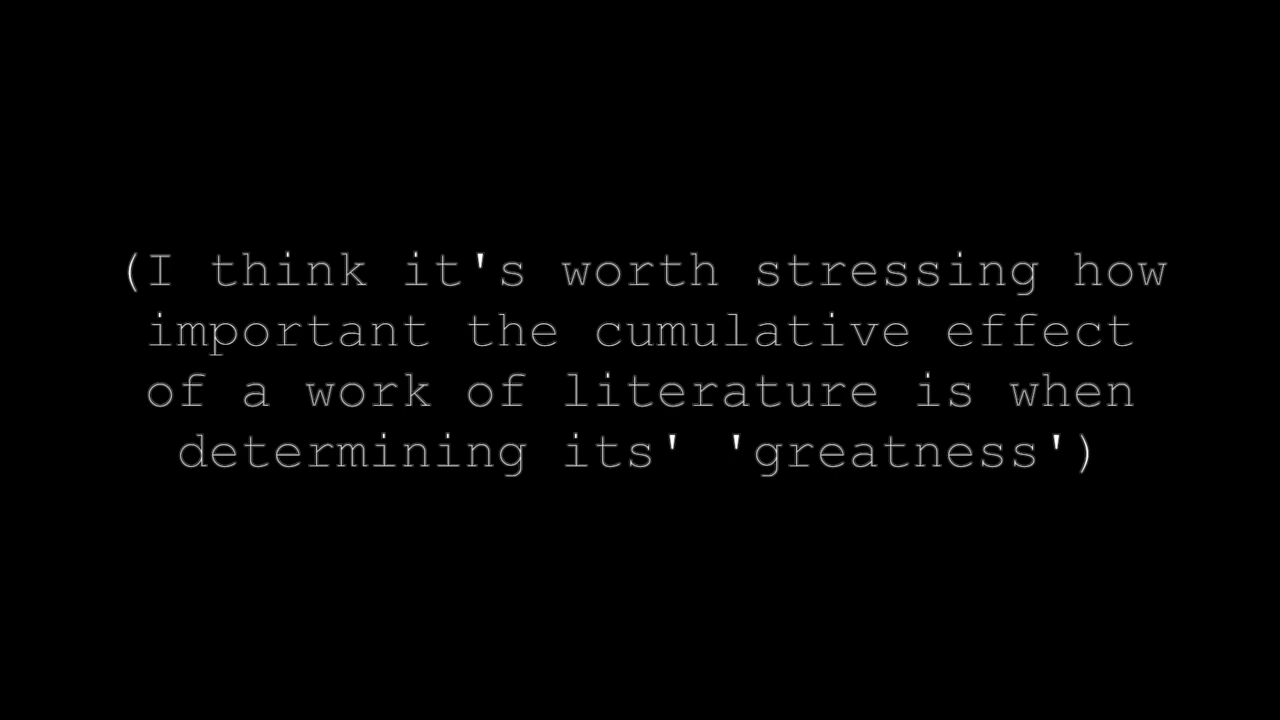 (I think it's worth stressing how
important the cumulative effect
of a work of literature is when
determining its' 'greatness')